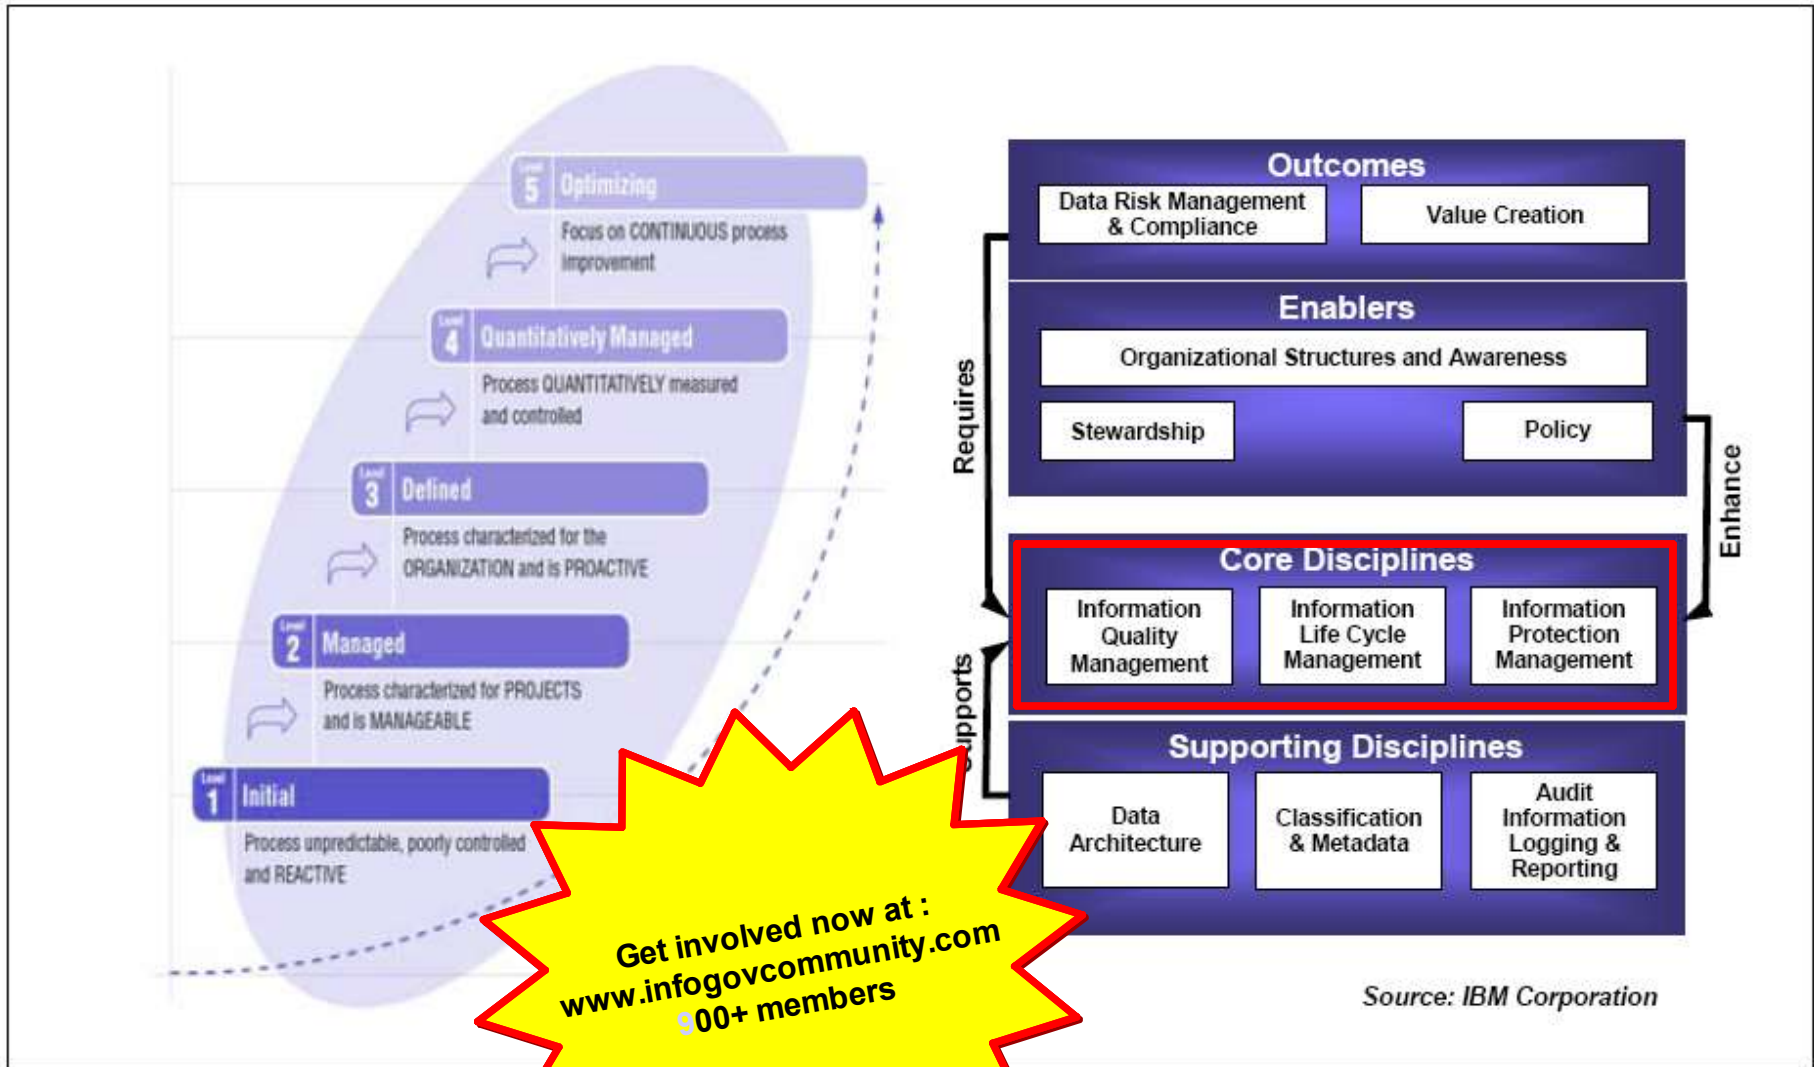 Level
5
Optimizing
Focus on CONTINUOUS process
Improvement
Level
4
Quantitatively Managed
Process QUANTITATIVELY measured
and controlled
Level
3
Defined
Process characterized for the
ORGANIZATION and is PROACTIVE
Level
2
Managed
Process characterized for PROJECTS
and is MANAGEABLE
Level
1
Initial
Process unpredictable, poorly controlled
and REACTIVE
Get involved now at :
www.infogovcommunity.com
900+ members
Outcomes
Data Risk Management
& Compliance
Value Creation
Enablers
Organizational Structures and Awareness
Stewardship
Policy
Requires
Enhance
Core Disciplines
Information
Quality
Management
Information
Life Cycle
Management
Information
Protection
Management
Supports
Supporting Disciplines
Data
Architecture
Classification
& Metadata
Audit
Information
Logging &
Reporting
Source: IBM Corporation